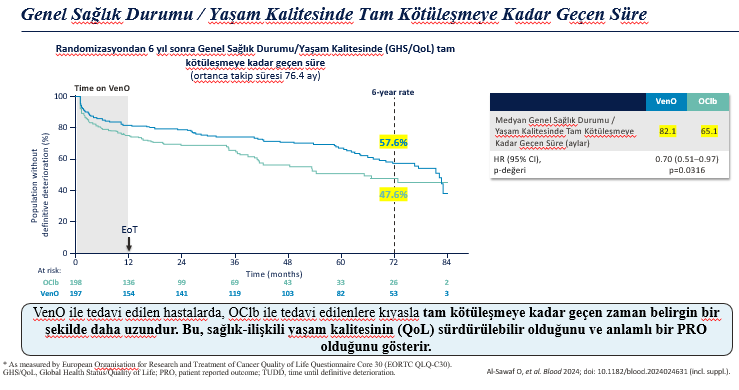 Genel Sağlık Durumu / Yaşam Kalitesinde Tam Kötüleşmeye Kadar Geçen Süre
Randomizasyondan 6 yıl sonra Genel Sağlık Durumu/Yaşam Kalitesinde (GHS/QoL) tam
kötüleşmeye kadar geçen süre
(ortanca takip süresi 76.4 ay)
Time on VenO
6-year rate
Population without
definitive deterioration (%)
100
80
60
40
20
0
57.6%
47.6%
EoT
0 12 24 36 48 60 72 84
Time (months)
At risk:
OClb 198 136 99 69 43 33 26 2
VenO 197 154 141 119 103 82 53 3
VenO OClb
Medyan Genel Sağlık Durumu /
Yaşam Kalitesinde Tam Kötüleşmeye
Kadar Geçen Süre (aylar)
82.1 65.1
HR (95% CI),
p-değeri
0.70 (0.51–0.97)
p=0.0316
VenO ile tedavi edilen hastalarda, OClb ile tedavi edilenlere kıyasla tam kötüleşmeye kadar geçen zaman belirgin bir
şekilde daha uzundur. Bu, sağlık-ilişkili yaşam kalitesinin (QoL) sürdürülebilir olduğunu ve anlamlı bir PRO
olduğunu gösterir.
* As measured by European Organisation for Research and Treatment of Cancer Quality of Life Questionnaire Core 30 (EORTC QLQ-C30).
GHS/QoL, Global Health Status/Quality of Life; PRO, patient reported outcome; TUDD, time until definitive deterioration.
Al-Sawaf O, et al. Blood 2024; doi: 10.1182/blood.2024024631 (incl. suppl.).